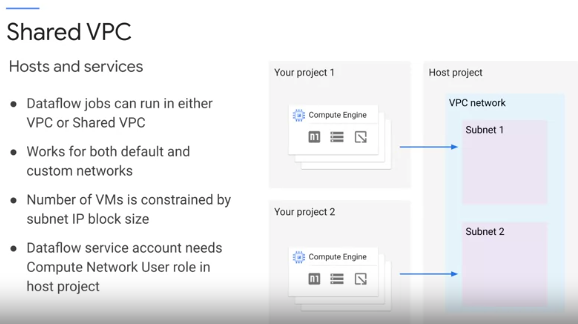 Shared VPC
Hosts and services
● Dataflow jobs can run in either
VPC or Shared VPC
● Works for both default and
custom networks
● Number of VMs is constrained by
subnet IP block size
● Dataflow service account needs
Compute Network User role in
host project
Your project 1
Compute Engine
n1
Your project 2
Compute Engine
n1
Host project
VPC network
Subnet 1
Subnet 2